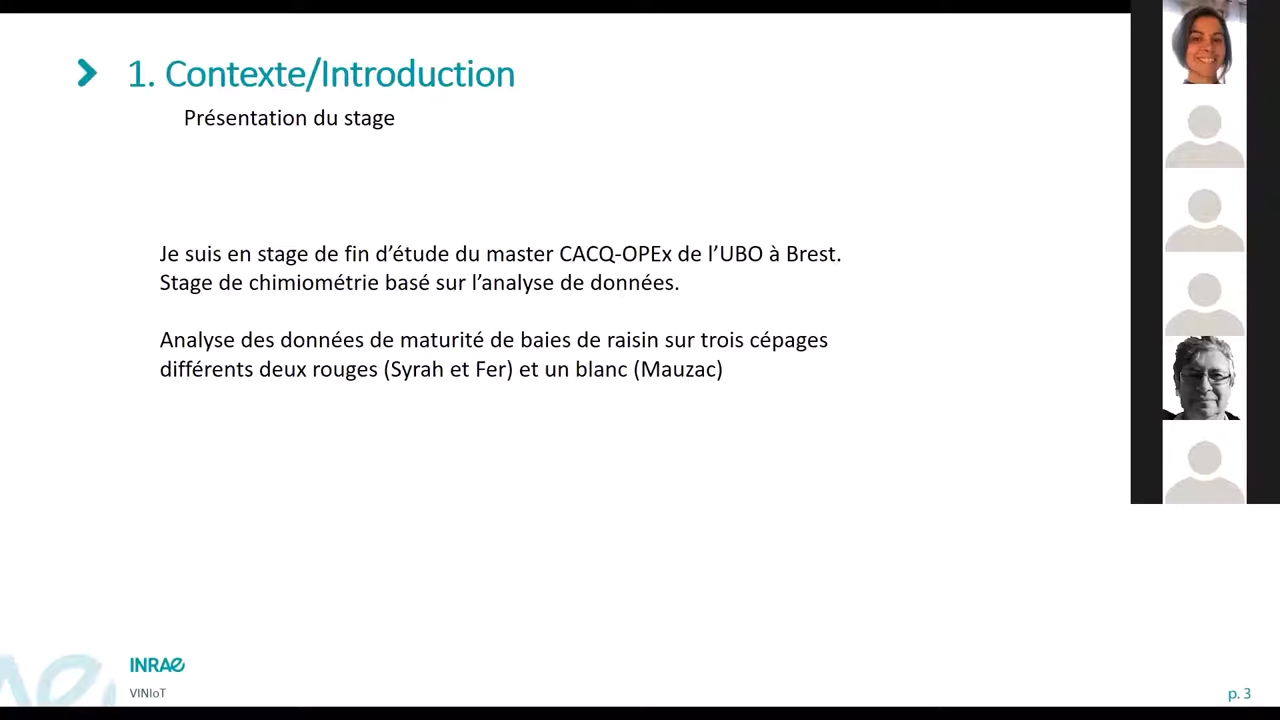 1. Contexte/Introduction
Présentation du stage
Je suis en stage de fin d’étude du master CACQ-OPEx de l’UBO à Brest.
Stage de chimiométrie basé sur l’analyse de données.
Analyse des données de maturité de baies de raisin sur trois cépages
différents deux rouges (Syrah et Fer) et un blanc (Mauzac)
INRAE
VINIoT
p. 3